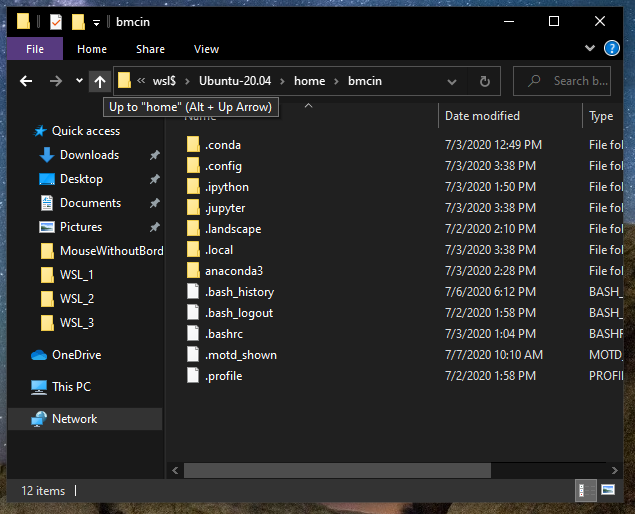 bmcin
File Home Share View
« wsl$ > Ubuntu-20.04 > home > bmcin Search b...
Up to "home" (Alt + Up Arrow)
Date modified Type
Quick access
Downloads
Desktop
Documents
Pictures
MouseWithoutBord
WSL_1
WSL_2
WSL_3
OneDrive
This PC
Network
.conda 7/3/2020 12:49 PM File fol
.config 7/3/2020 3:38 PM File fol
.ipython 7/3/2020 1:50 PM File fol
.jupyter 7/3/2020 3:38 PM File fol
.landscape 7/2/2020 2:10 PM File fol
.local 7/3/2020 3:38 PM File fol
anaconda3 7/3/2020 2:28 PM File fol
.bash_history 7/6/2020 6:12 PM BASH_
.bash_logout 7/2/2020 1:58 PM BASH_
.bashrc 7/3/2020 1:04 PM BASHR
.motd_shown 7/7/2020 10:10 AM MOTD_
.profile 7/2/2020 1:58 PM PROFIL
12 items